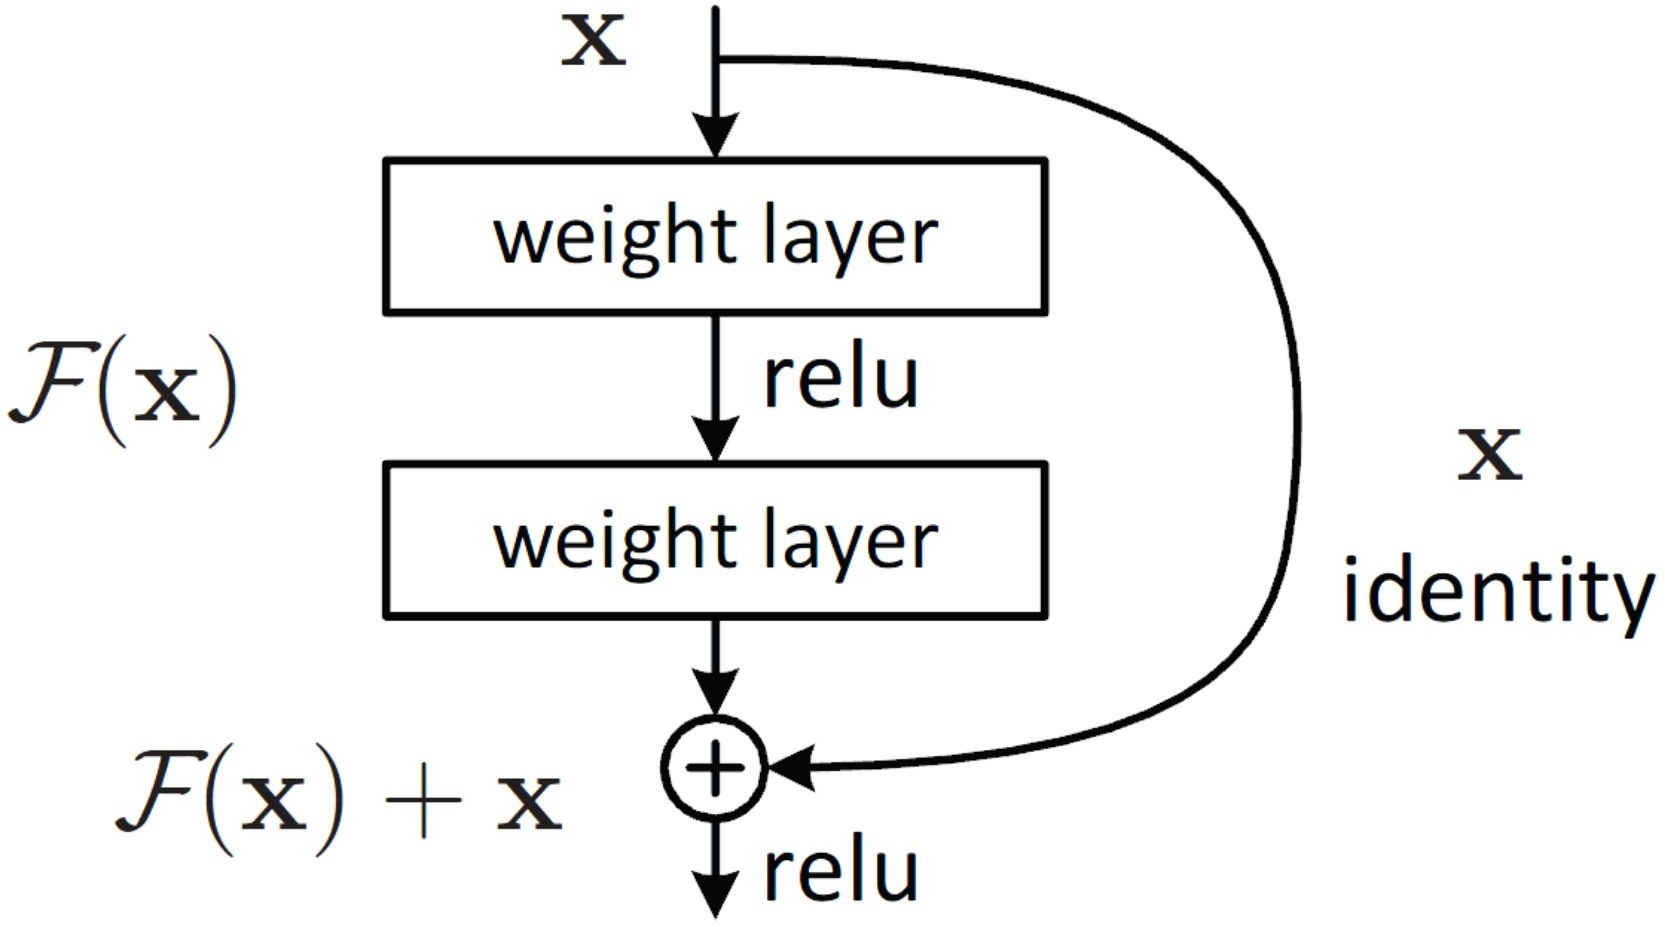 x
weight layer
F(x)
relu
x
weight layer
identity
F(x) + x
+
relu